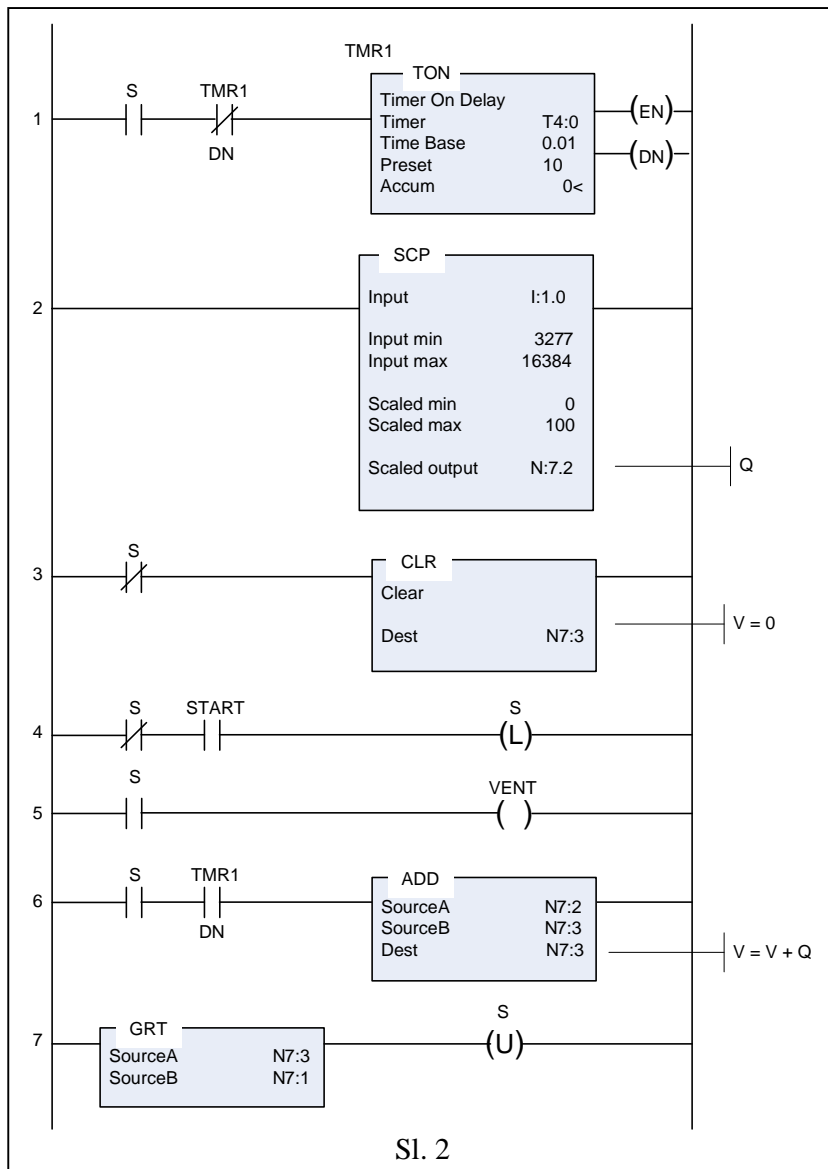 TMR1
TON
S TMR1
Timer On Delay
Timer T4:0 (EN)
1
Time Base 0.01
DN Preset 10 (DN)
Accum 0<
SCP
2 Input I:1.0
Input min 3277
Input max 16384
Scaled min 0
Scaled max 100
Scaled output N:7.2 Q
S
3 CLR
Clear
Dest N7:3 V = 0
S START S
4 (L)
S VENT
5 ( )
S TMR1 ADD
6 SourceA N7:2
SourceB N7:3
DN Dest N7:3 V = V + Q
S
7 GRT (U)
SourceA N7:3
SourceB N7:1
Sl. 2